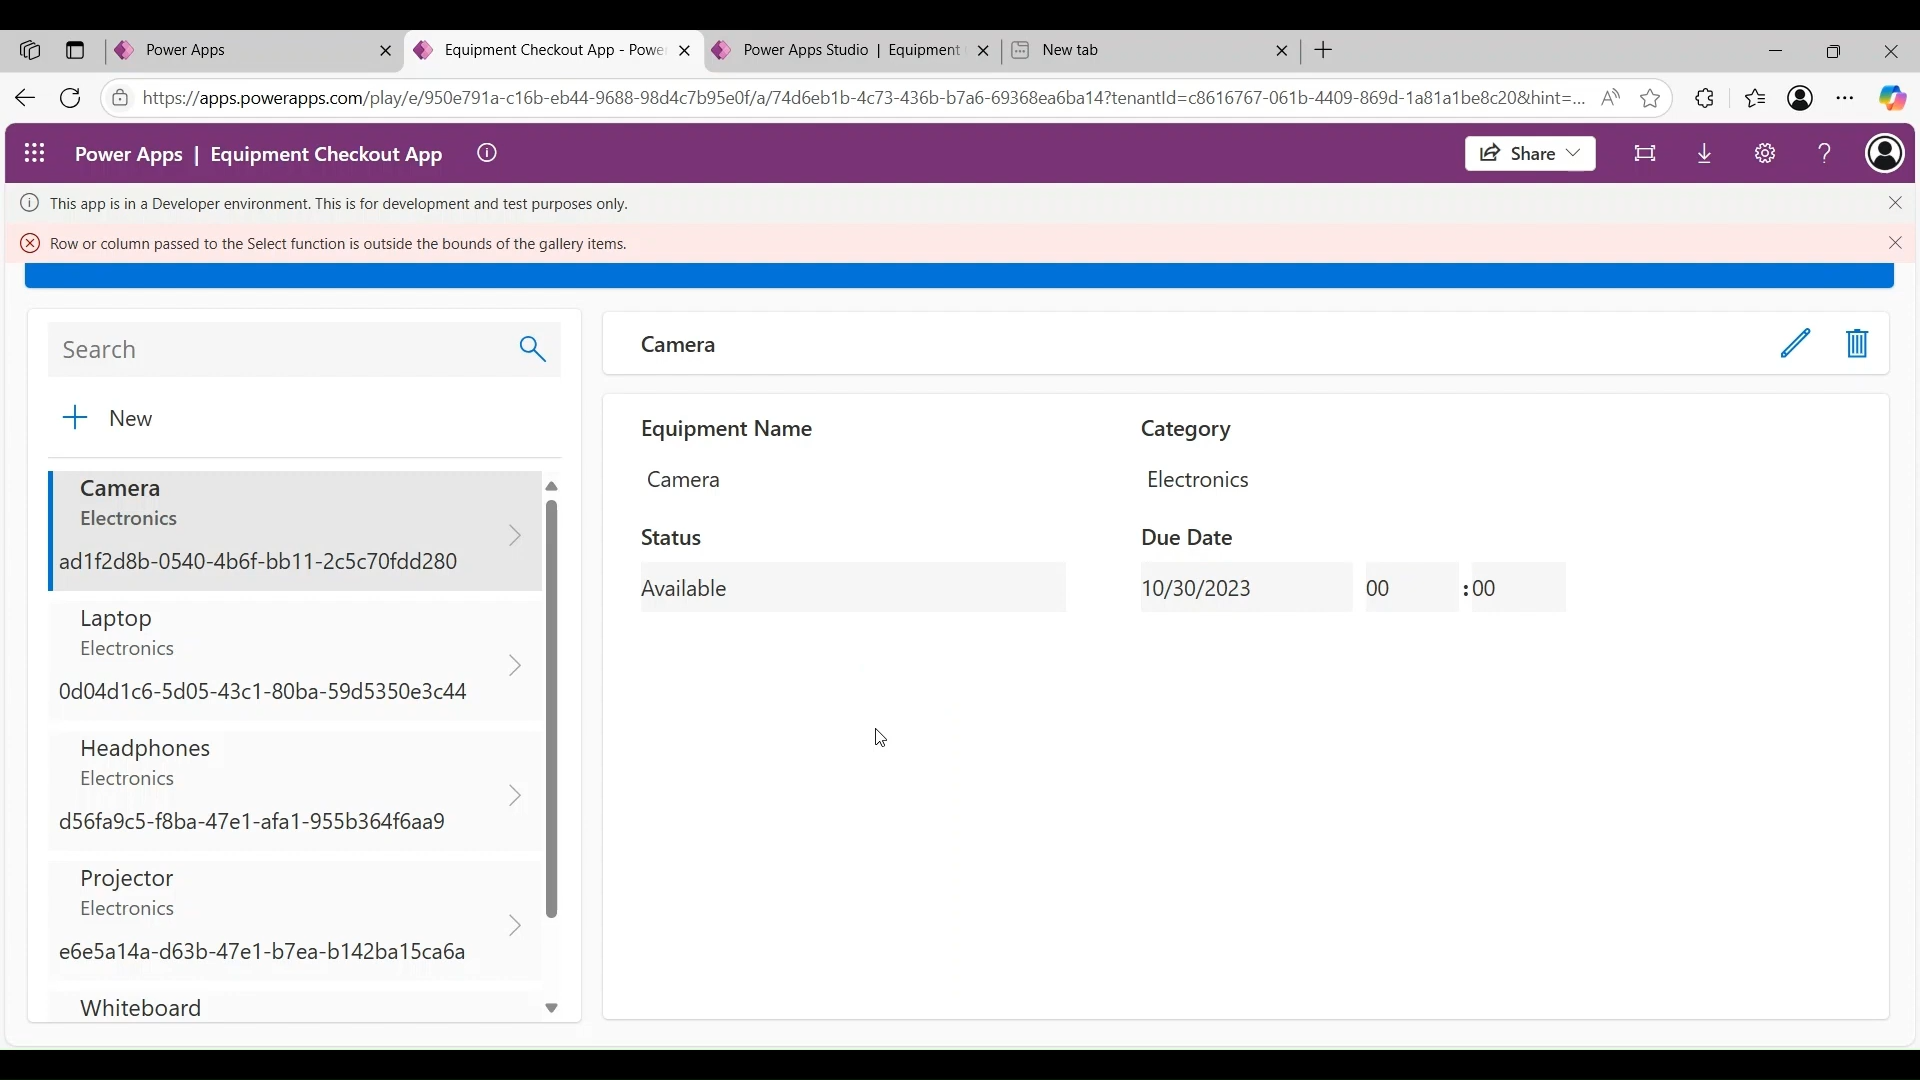 Power Apps
Equipment Checkout App - Powe
Power Apps Studio | Equipment
New tab
https://apps.powerapps.com/play/e/950e791a-c16b-eb44-9688-98d4c7b95e0f/a/74d6eb1b-4c73-436b-b7a6-69368ea6ba14?tenantId=c8616767-061b-4409-869d-1a81a1be8c20&hint=...
Power Apps | Equipment Checkout App
Share
This app is in a Developer environment. This is for development and test purposes only.
Row or column passed to the Select function is outside the bounds of the gallery items.
Search
New
Camera
Electronics
ad1f2d8b-0540-4b6f-bb11-2c5c70fdd280
Laptop
Electronics
0d04d1c6-5d05-43c1-80ba-59d5350e3c44
Headphones
Electronics
d56fa9c5-f8ba-47e1-afa1-955b364f6aa9
Projector
Electronics
e6e5a14a-d63b-47e1-b7ea-b142ba15ca6a
Whiteboard
Camera
Equipment Name
Camera
Category
Electronics
Status
Available
Due Date
10/30/2023 00 :00